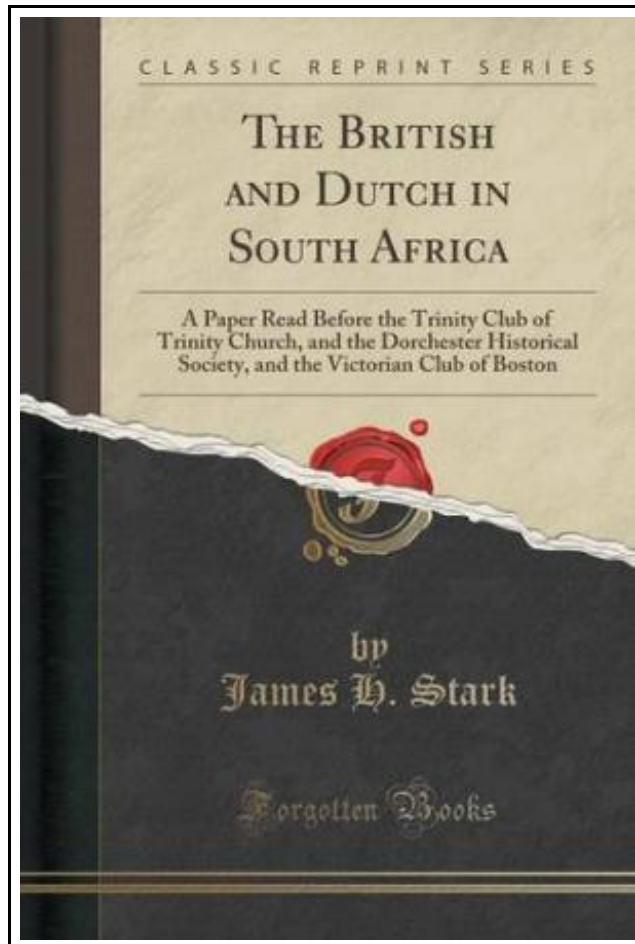 CLASSIC REPRINT SERIES
THE BRITISH
AND DUTCH IN
SOUTH AFRICA
A Paper Read Before the Trinity Club of
Trinity Church, and the Dorchester Historical
Society, and the Victorian Club of Boston
by
James H. Stark
Forgotten Books